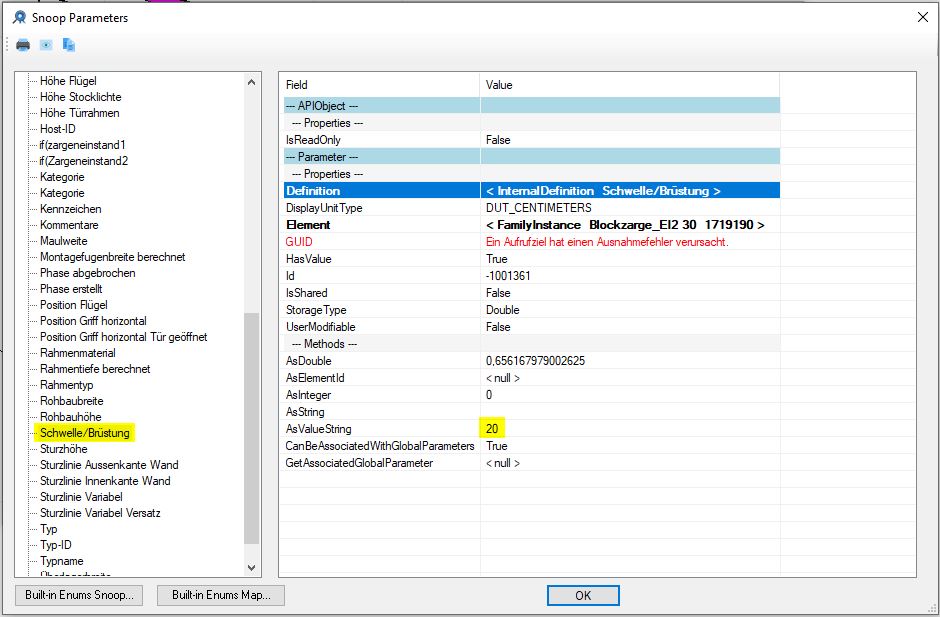 Snoop Parameters
Höhe Flügel
Höhe Stocklichte
Höhe Türrahmen
Host-ID
if(zargeneinstand1
if(Zargeneinstand2
Kategorie
Kategorie
Kennzeichen
Kommentare
Maulweite
Montagefugenbreite berechnet
Phase abgebrochen
Phase erstellt
Position Flügel
Position Griff horizontal
Position Griff horizontal Tür geöffnet
Rahmenmaterial
Rahmentiefe berechnet
Rahmentyp
Rohbaubreite
Rohbauhöhe
Schwelle/Brüstung
Sturzhöhe
Sturzlinie Aussenkante Wand
Sturzlinie Innenkante Wand
Sturzlinie Variabel
Sturzlinie Variabel Versatz
Typ
Typ-ID
Typname
Field Value
--- APIObject ---
--- Properties ---
IsReadOnly False
--- Parameter ---
--- Properties ---
Definition < InternalDefinition Schwelle/Brüstung >
DisplayUnitType DUT_CENTIMETERS
Element < FamilyInstance Blockzarge_EI2 30 1719190 >
GUID Ein Aufrufziel hat einen Ausnahmefehler verursacht.
HasValue True
Id -1001361
IsShared False
StorageType Double
UserModifiable False
--- Methods ---
AsDouble 0,656167979002625
AsElementId < null >
AsInteger 0
AsString
AsValueString 20
CanBeAssociatedWithGlobalParameters True
GetAssociatedGlobalParameter < null >
Built-in Enums Snoop... Built-in Enums Map... OK